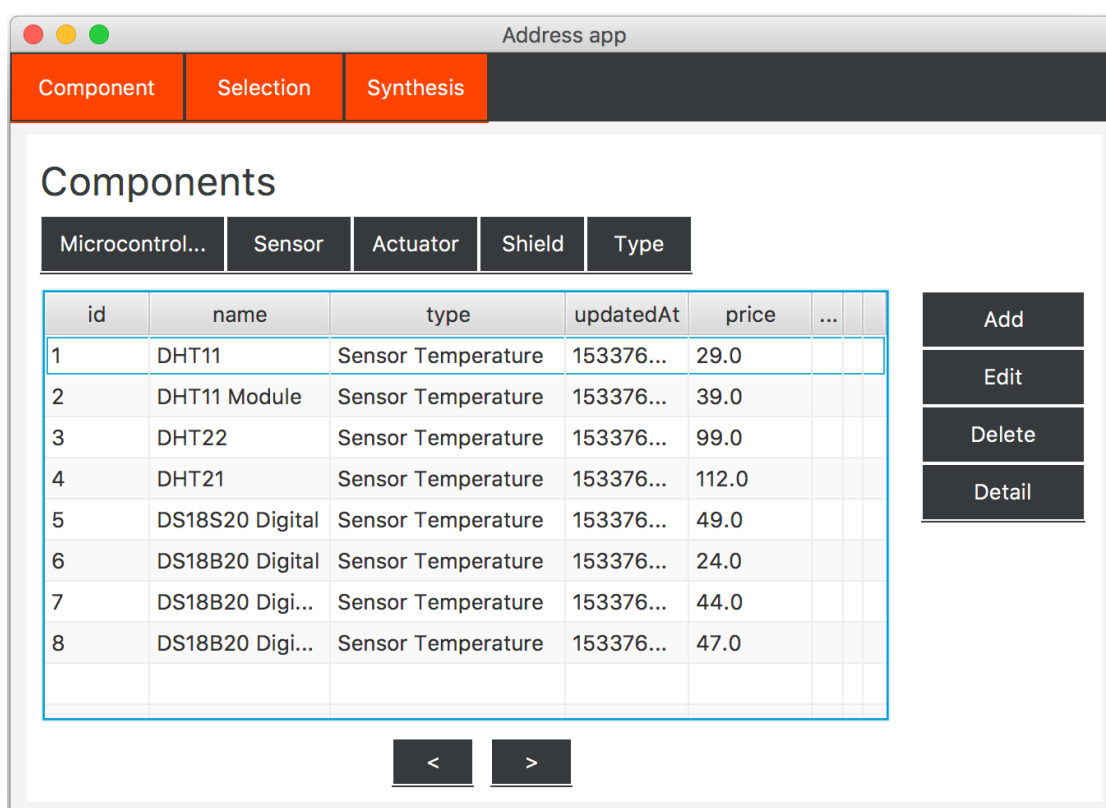 Address app
Component Selection Synthesis
Components
Microcontrol... Sensor Actuator Shield Type
id name type updatedAt price ...
1 DHT11 Sensor Temperature 153376... 29.0
2 DHT11 Module Sensor Temperature 153376... 39.0
3 DHT22 Sensor Temperature 153376... 99.0
4 DHT21 Sensor Temperature 153376... 112.0
5 DS18S20 Digital Sensor Temperature 153376... 49.0
6 DS18B20 Digital Sensor Temperature 153376... 24.0
7 DS18B20 Digi... Sensor Temperature 153376... 44.0
8 DS18B20 Digi... Sensor Temperature 153376... 47.0
Add
Edit
Delete
Detail
< >